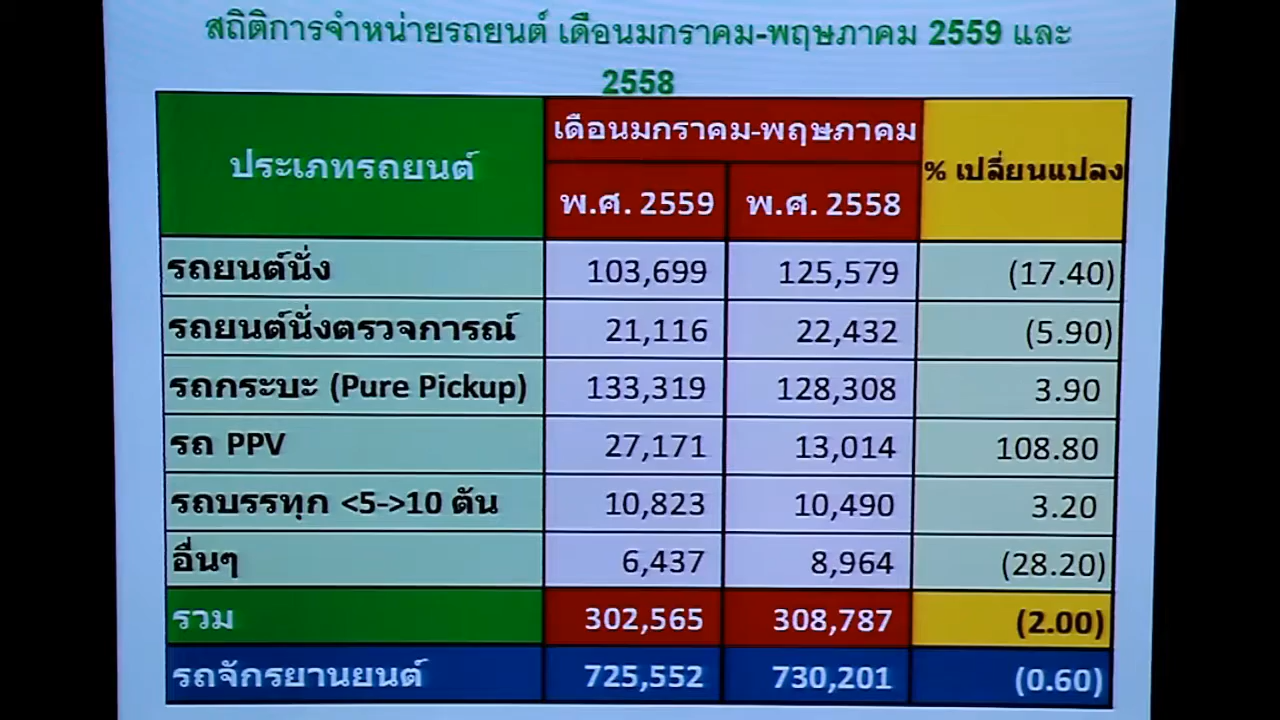 สถิติการจำหน่ายรถยนต์ เดือนมกราคม-พฤษภาคม 2559 และ
2558
ประเภทรถยนต์ เดือนมกราคม-พฤษภาคม % เปลี่ยนแปลง
พ.ศ. 2559 พ.ศ. 2558
รถยนต์นั่ง 103,699 125,579 (17.40)
รถยนต์นั่งตรวจการณ์ 21,116 22,432 (5.90)
รถกระบะ (Pure Pickup) 133,319 128,308 3.90
รถ PPV 27,171 13,014 108.80
รถบรรทุก <5->10 ตัน 10,823 10,490 3.20
อื่นๆ 6,437 8,964 (28.20)
รวม 302,565 308,787 (2.00)
รถจักรยานยนต์ 725,552 730,201 (0.60)